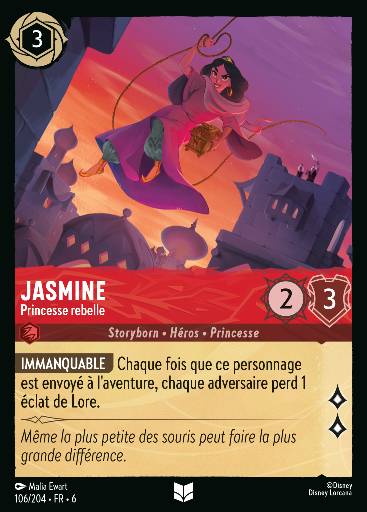 3
JASMINE
Princesse rebelle
2
3
Storyborn • Héros • Princesse
IMMANQUABLE Chaque fois que ce personnage
est envoyé à l'aventure, chaque adversaire perd 1
éclat de Lore.
Même la plus petite des souris peut faire la plus
grande différence.
Malia Ewart
106/204 • FR • 6
©Disney
Disney Lorcana